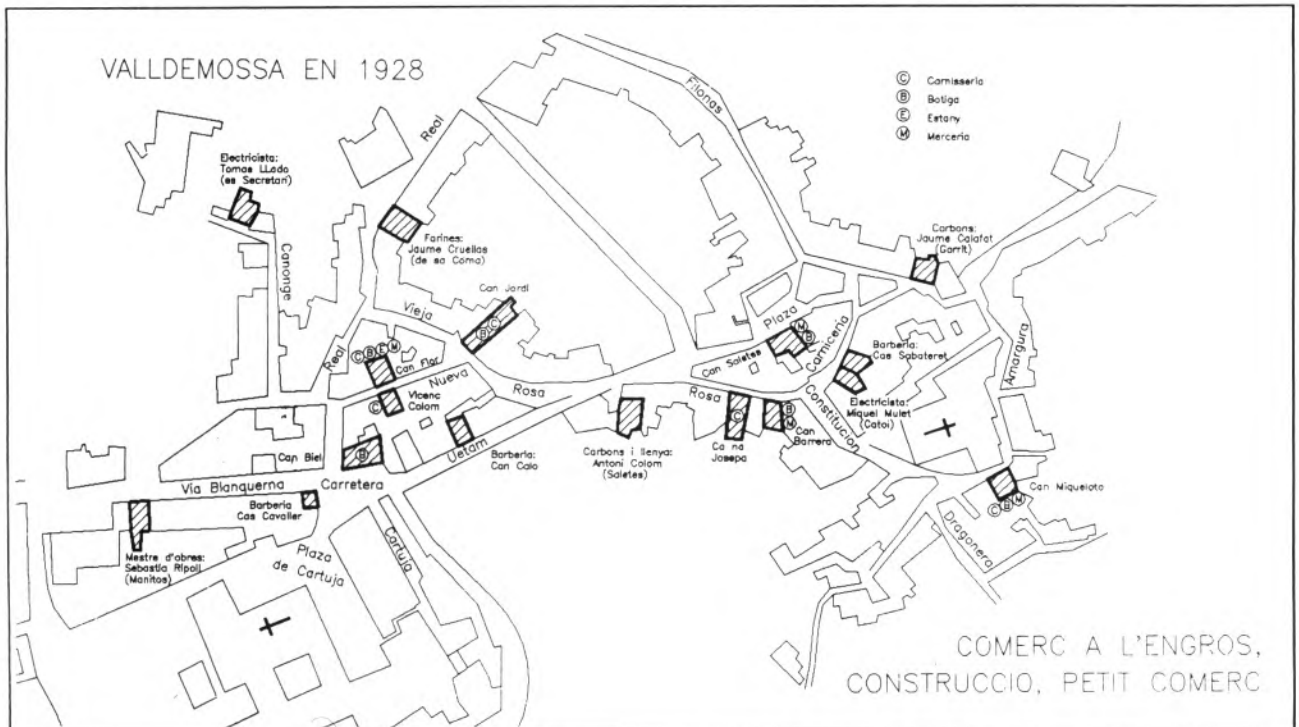 VALLDEMOSSA EN 1928
Ⓒ Carnisseria
Ⓑ Botiga
Ⓔ Estany
Ⓜ Merceria
Filonas
Real
Electricista:
Tomas LLado
(es Secretari)
Canonge
Farines:
Jaume Cruellas
(de sa Coma)
Carbons:
Jaume Calafat
(Garrit)
Can Jordi
Ⓑ Ⓒ
Vieja
Plaza
Ⓜ
Ⓑ
Carniceria
Amargura
Real
Ⓒ Ⓑ Ⓔ Ⓜ
Can Flor
Nueva
Can Saletes
Barberia:
Cas Sabateret
Rosa
Rosa
Vicenc
Colom
Ⓒ
Electricista:
Miquel Mulet
(Catoi)
Constitucion
Ⓒ
Ⓑ
Ⓜ
Can
Barrera
Ca na
Josepa
Uetam
Barberia:
Can Calo
Carbons i llenya:
Antoni Colom
(Saletes)
Can Biel
Ⓑ
Via Blanquerna
Carretera
Can Miqueloto
Ⓒ Ⓑ Ⓜ
Barberia
Cas Cavaller
Dragonera
Cartuja
Mestre d'obres:
Sebastia Ripoll
(Manitos)
Plaza
de Cartuja
COMERC A L'ENGROS,
CONSTRUCCIO, PETIT COMERC